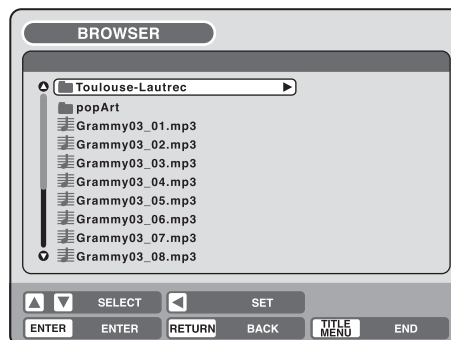 BROWSER
Toulouse-Lautrec
popArt
Grammy03_01.mp3
Grammy03_02.mp3
Grammy03_03.mp3
Grammy03_04.mp3
Grammy03_05.mp3
Grammy03_06.mp3
Grammy03_07.mp3
Grammy03_08.mp3
SELECT SET
ENTER ENTER RETURN BACK TITLE MENU END